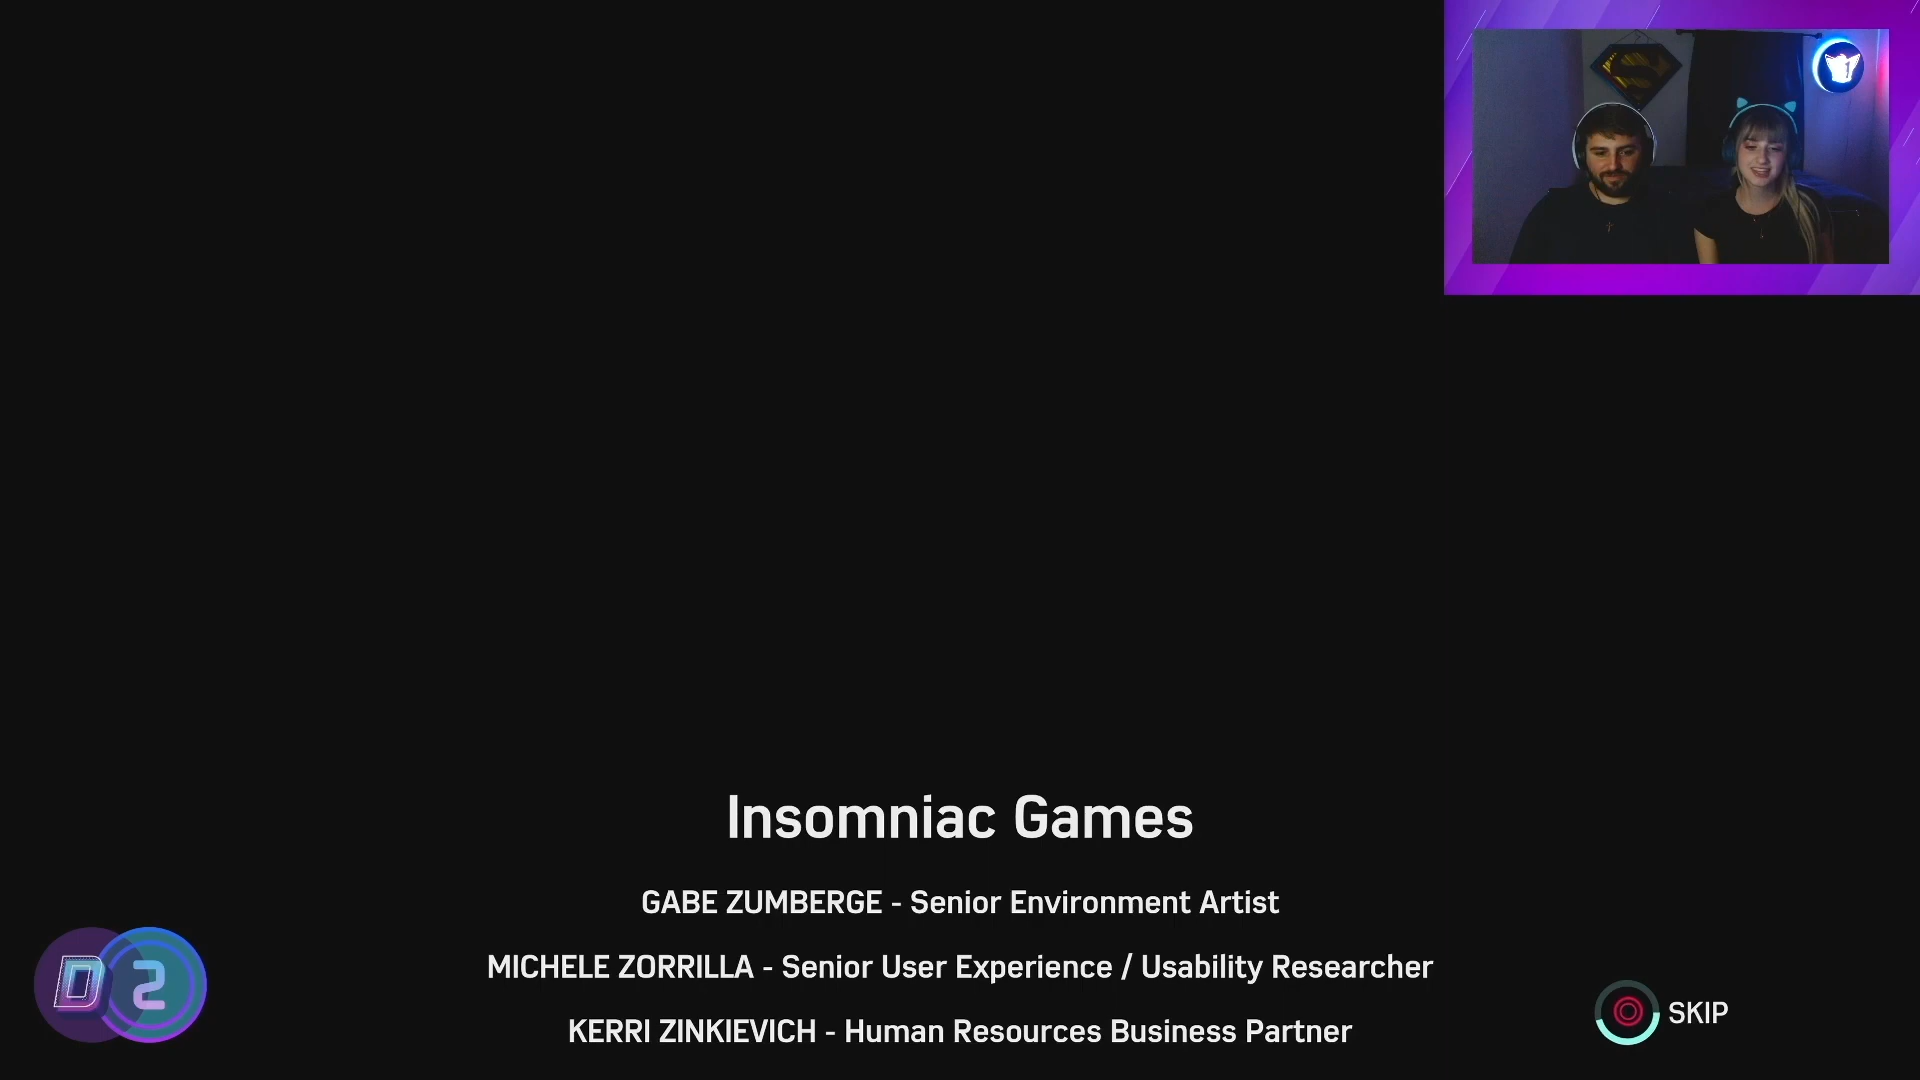 Insomniac Games
GABE ZUMBERGE - Senior Environment Artist
MICHELE ZORRILLA - Senior User Experience / Usability Researcher
KERRI ZINKIEVICH - Human Resources Business Partner
D 2
SKIP